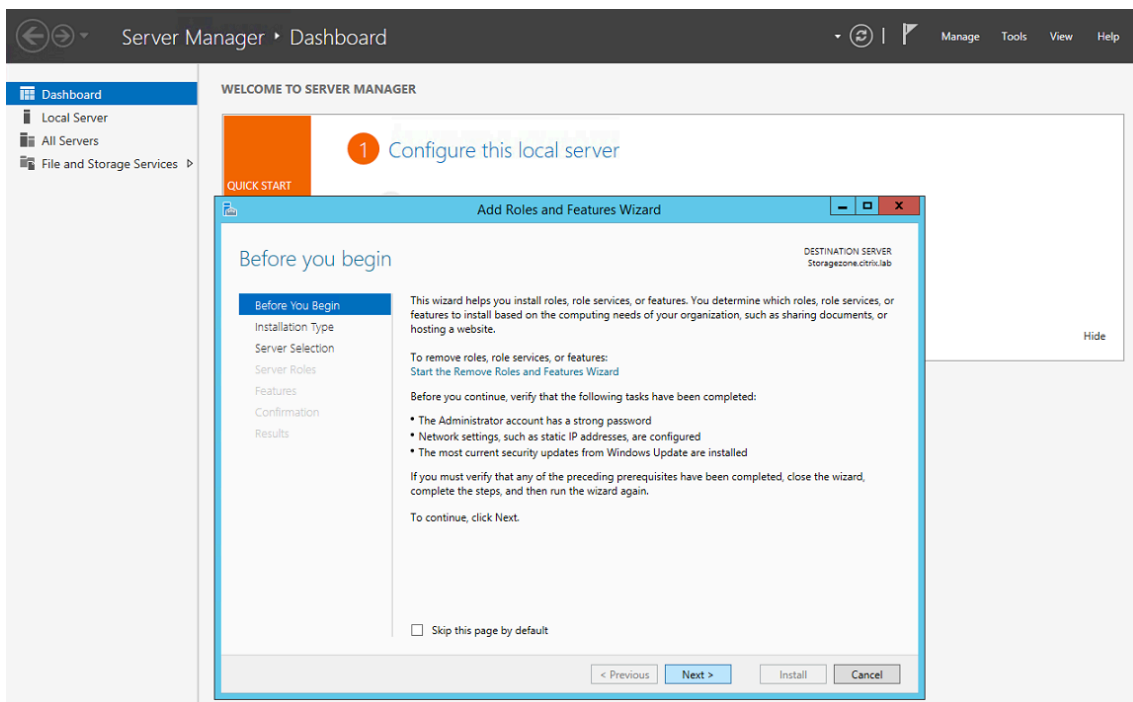 Server Manager ‣ Dashboard
Manage Tools View Help
Dashboard
Local Server
All Servers
File and Storage Services
WELCOME TO SERVER MANAGER
1 Configure this local server
QUICK START
Hide
Add Roles and Features Wizard
Before you begin
DESTINATION SERVER
Storagezone.citrix.lab
Before You Begin
Installation Type
Server Selection
Server Roles
Features
Confirmation
Results
This wizard helps you install roles, role services, or features. You determine which roles, role services, or
features to install based on the computing needs of your organization, such as sharing documents, or
hosting a website.
To remove roles, role services, or features:
Start the Remove Roles and Features Wizard
Before you continue, verify that the following tasks have been completed:
• The Administrator account has a strong password
• Network settings, such as static IP addresses, are configured
• The most current security updates from Windows Update are installed
If you must verify that any of the preceding prerequisites have been completed, close the wizard,
complete the steps, and then run the wizard again.
To continue, click Next.
Skip this page by default
< Previous Next > Install Cancel